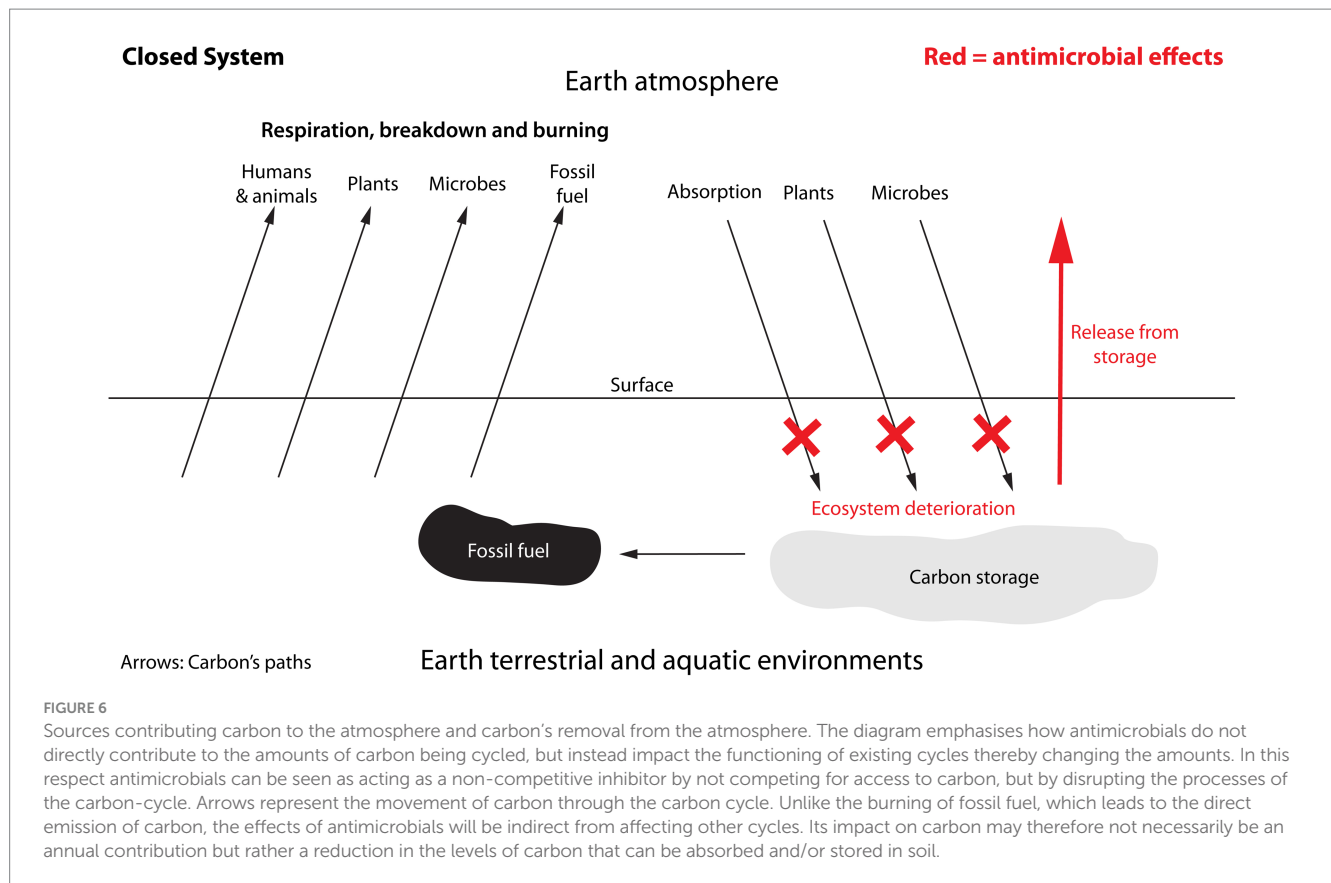 Closed System
Red = antimicrobial effects
Earth atmosphere
Respiration, breakdown and burning
Humans
& animals
Plants
Microbes
Fossil
fuel
Absorption
Plants
Microbes
Release from
storage
Surface
Ecosystem deterioration
Fossil fuel
Carbon storage
Arrows: Carbon's paths
Earth terrestrial and aquatic environments
FIGURE 6
Sources contributing carbon to the atmosphere and carbon's removal from the atmosphere. The diagram emphasises how antimicrobials do not
directly contribute to the amounts of carbon being cycled, but instead impact the functioning of existing cycles thereby changing the amounts. In this
respect antimicrobials can be seen as acting as a non-competitive inhibitor by not competing for access to carbon, but by disrupting the processes of
the carbon-cycle. Arrows represent the movement of carbon through the carbon cycle. Unlike the burning of fossil fuel, which leads to the direct
emission of carbon, the effects of antimicrobials will be indirect from affecting other cycles. Its impact on carbon may therefore not necessarily be an
annual contribution but rather a reduction in the levels of carbon that can be absorbed and/or stored in soil.